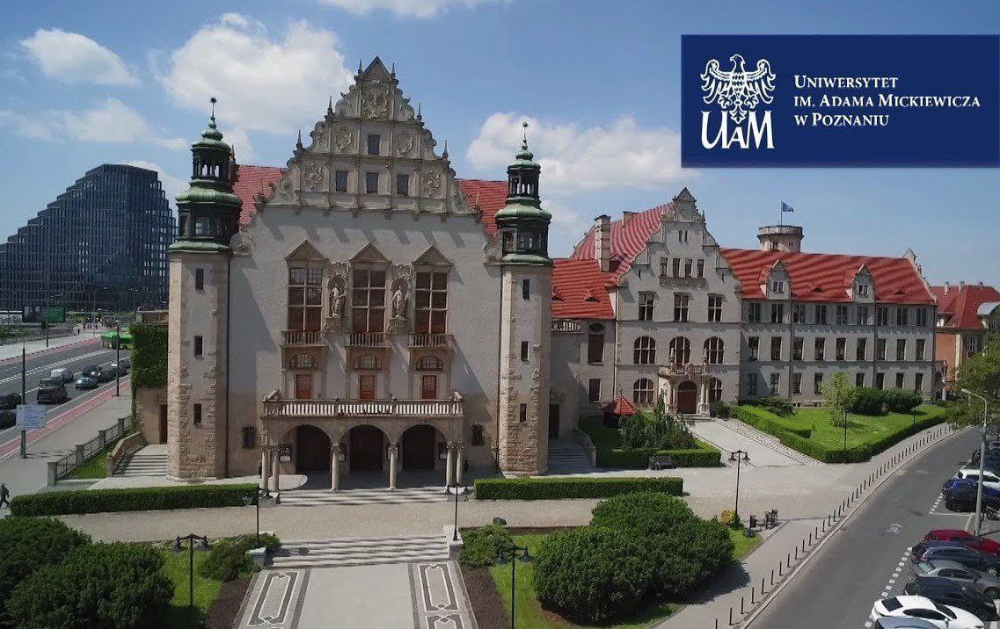 UAM
UNIWERSYTET
IM. ADAMA MICKIEWICZA
W POZNANIU